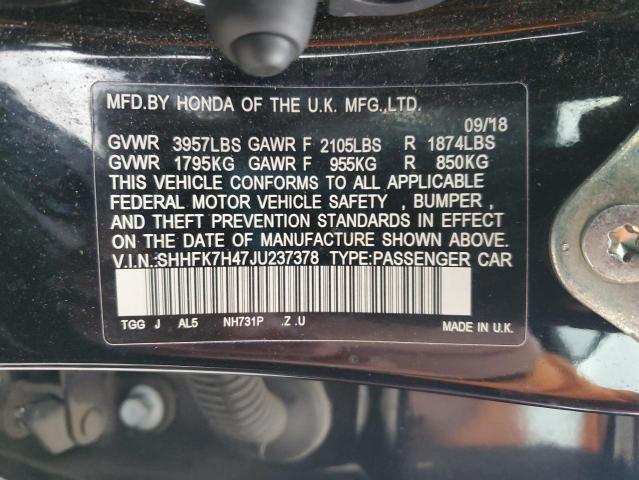 MFD.BY HONDA OF THE U.K. MFG.,LTD.
09/18
GVWR 3957LBS GAWR F 2105LBS R 1874LBS
GVWR 1795KG GAWR F 955KG R 850KG
THIS VEHICLE CONFORMS TO ALL APPLICABLE
FEDERAL MOTOR VEHICLE SAFETY , BUMPER ,
AND THEFT PREVENTION STANDARDS IN EFFECT
ON THE DATE OF MANUFACTURE SHOWN ABOVE.
V.I.N.:SHHFK7H47JU237378 TYPE:PASSENGER CAR
TGG J AL5 NH731P .Z .U
MADE IN U.K.